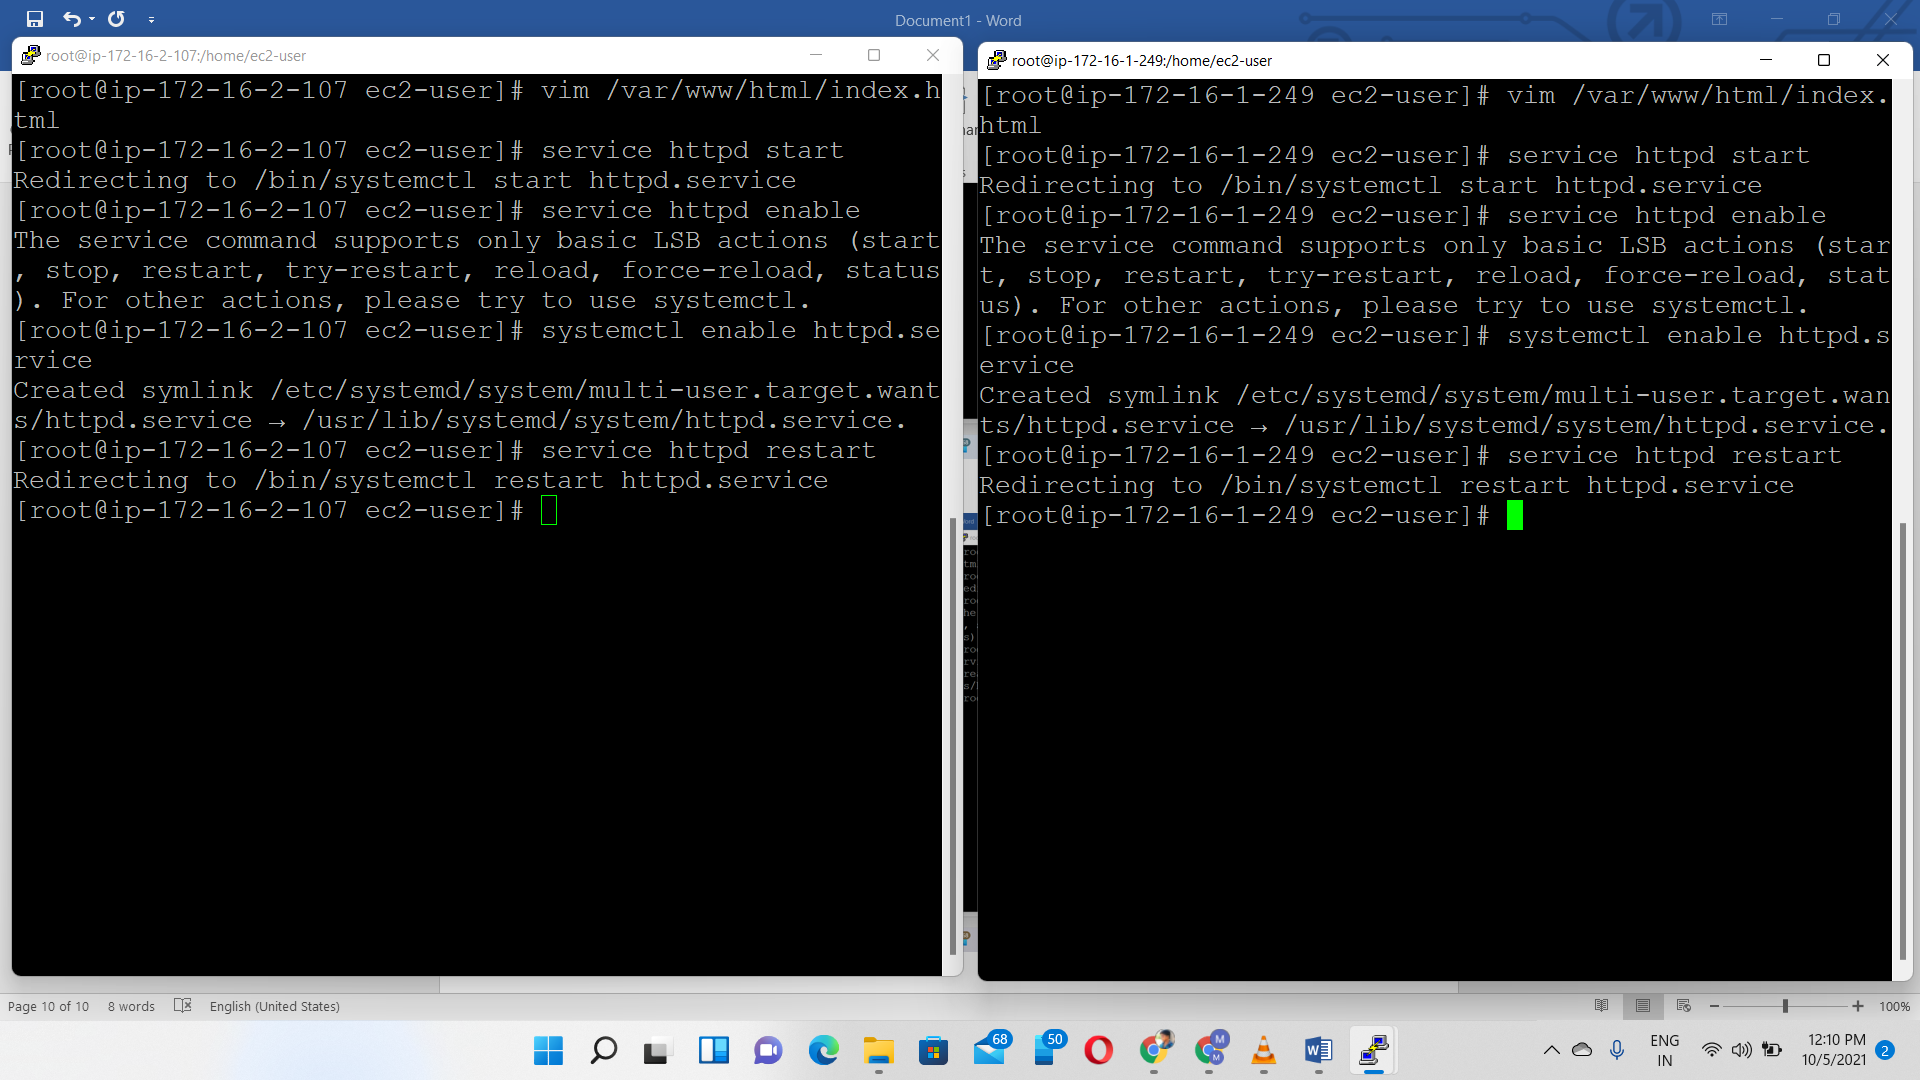 Document1 - Word
root@ip-172-16-2-107:/home/ec2-user
[root@ip-172-16-2-107 ec2-user]# vim /var/www/html/index.h
tml
[root@ip-172-16-2-107 ec2-user]# service httpd start
Redirecting to /bin/systemctl start httpd.service
[root@ip-172-16-2-107 ec2-user]# service httpd enable
The service command supports only basic LSB actions (start
, stop, restart, try-restart, reload, force-reload, status
). For other actions, please try to use systemctl.
[root@ip-172-16-2-107 ec2-user]# systemctl enable httpd.se
rvice
Created symlink /etc/systemd/system/multi-user.target.want
s/httpd.service → /usr/lib/systemd/system/httpd.service.
[root@ip-172-16-2-107 ec2-user]# service httpd restart
Redirecting to /bin/systemctl restart httpd.service
[root@ip-172-16-2-107 ec2-user]#
root@ip-172-16-1-249:/home/ec2-user
[root@ip-172-16-1-249 ec2-user]# vim /var/www/html/index.
html
[root@ip-172-16-1-249 ec2-user]# service httpd start
Redirecting to /bin/systemctl start httpd.service
[root@ip-172-16-1-249 ec2-user]# service httpd enable
The service command supports only basic LSB actions (star
t, stop, restart, try-restart, reload, force-reload, stat
us). For other actions, please try to use systemctl.
[root@ip-172-16-1-249 ec2-user]# systemctl enable httpd.s
ervice
Created symlink /etc/systemd/system/multi-user.target.wan
ts/httpd.service → /usr/lib/systemd/system/httpd.service.
[root@ip-172-16-1-249 ec2-user]# service httpd restart
Redirecting to /bin/systemctl restart httpd.service
[root@ip-172-16-1-249 ec2-user]#
Page 10 of 10 8 words English (United States) 100%
68 50
ENG
IN
12:10 PM
10/5/2021
2